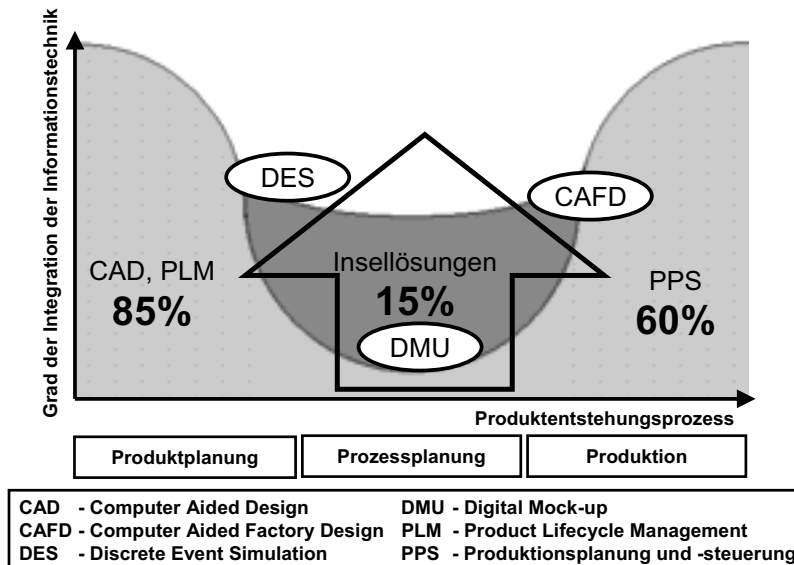 Grad der Integration der Informationstechnik
DES
CAFD
CAD, PLM
85%
Insellösungen
15%
DMU
PPS
60%
Produktentstehungsprozess
Produktplanung
Prozessplanung
Produktion
CAD - Computer Aided Design
CAFD - Computer Aided Factory Design
DES - Discrete Event Simulation
DMU - Digital Mock-up
PLM - Product Lifecycle Management
PPS - Produktionsplanung und -steuerung